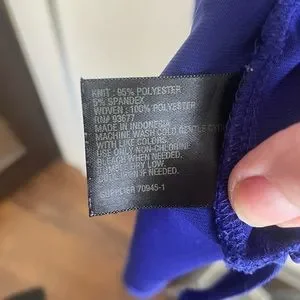 KNIT : 95% POLYESTER
5% SPANDEX
WOVEN : 100% POLYESTER
RN# 93677
MADE IN INDONESIA
MACHINE WASH COLD GENTLE CYC
WITH LIKE COLORS.
USE ONLY NON-CHLORINE
BLEACH WHEN NEEDED.
TUMBLE DRY LOW.
IRON IF NEEDED.
SUPPLIER 70945-1